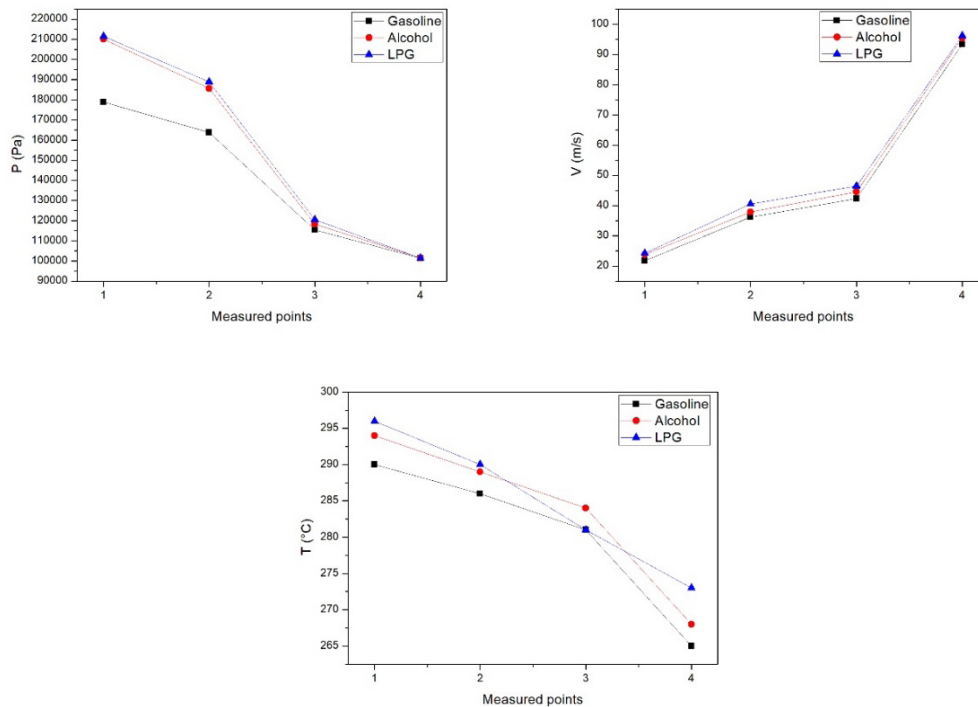 220000
210000
200000
190000
180000
170000
160000
150000
140000
130000
120000
110000
100000
90000
P (Pa)
Gasoline
Alcohol
LPG
1 2 3 4
Measured points
100
90
80
70
60
50
40
30
20
V (m/s)
Gasoline
Alcohol
LPG
1 2 3 4
Measured points
300
295
290
285
280
275
270
265
T (°C)
Gasoline
Alcohol
LPG
1 2 3 4
Measured points